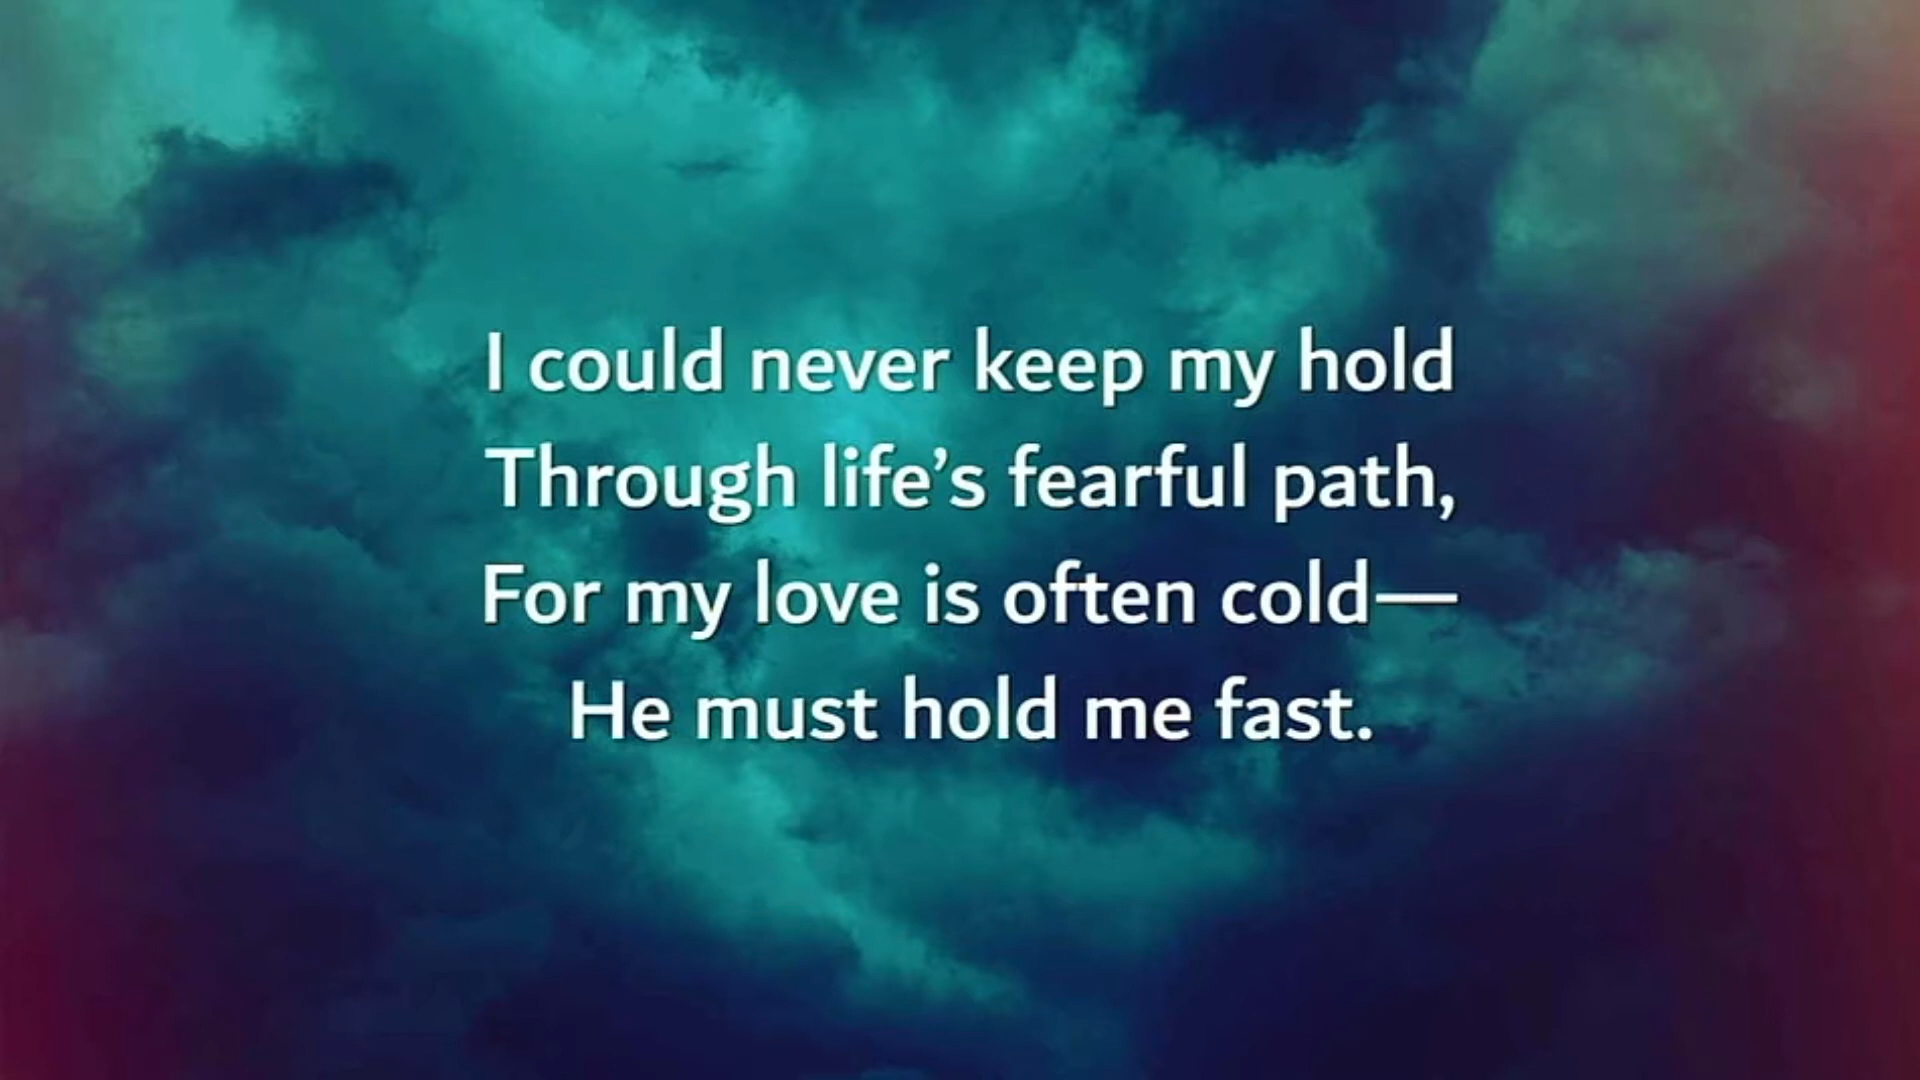 I could never keep my hold
Through life’s fearful path,
For my love is often cold—
He must hold me fast.